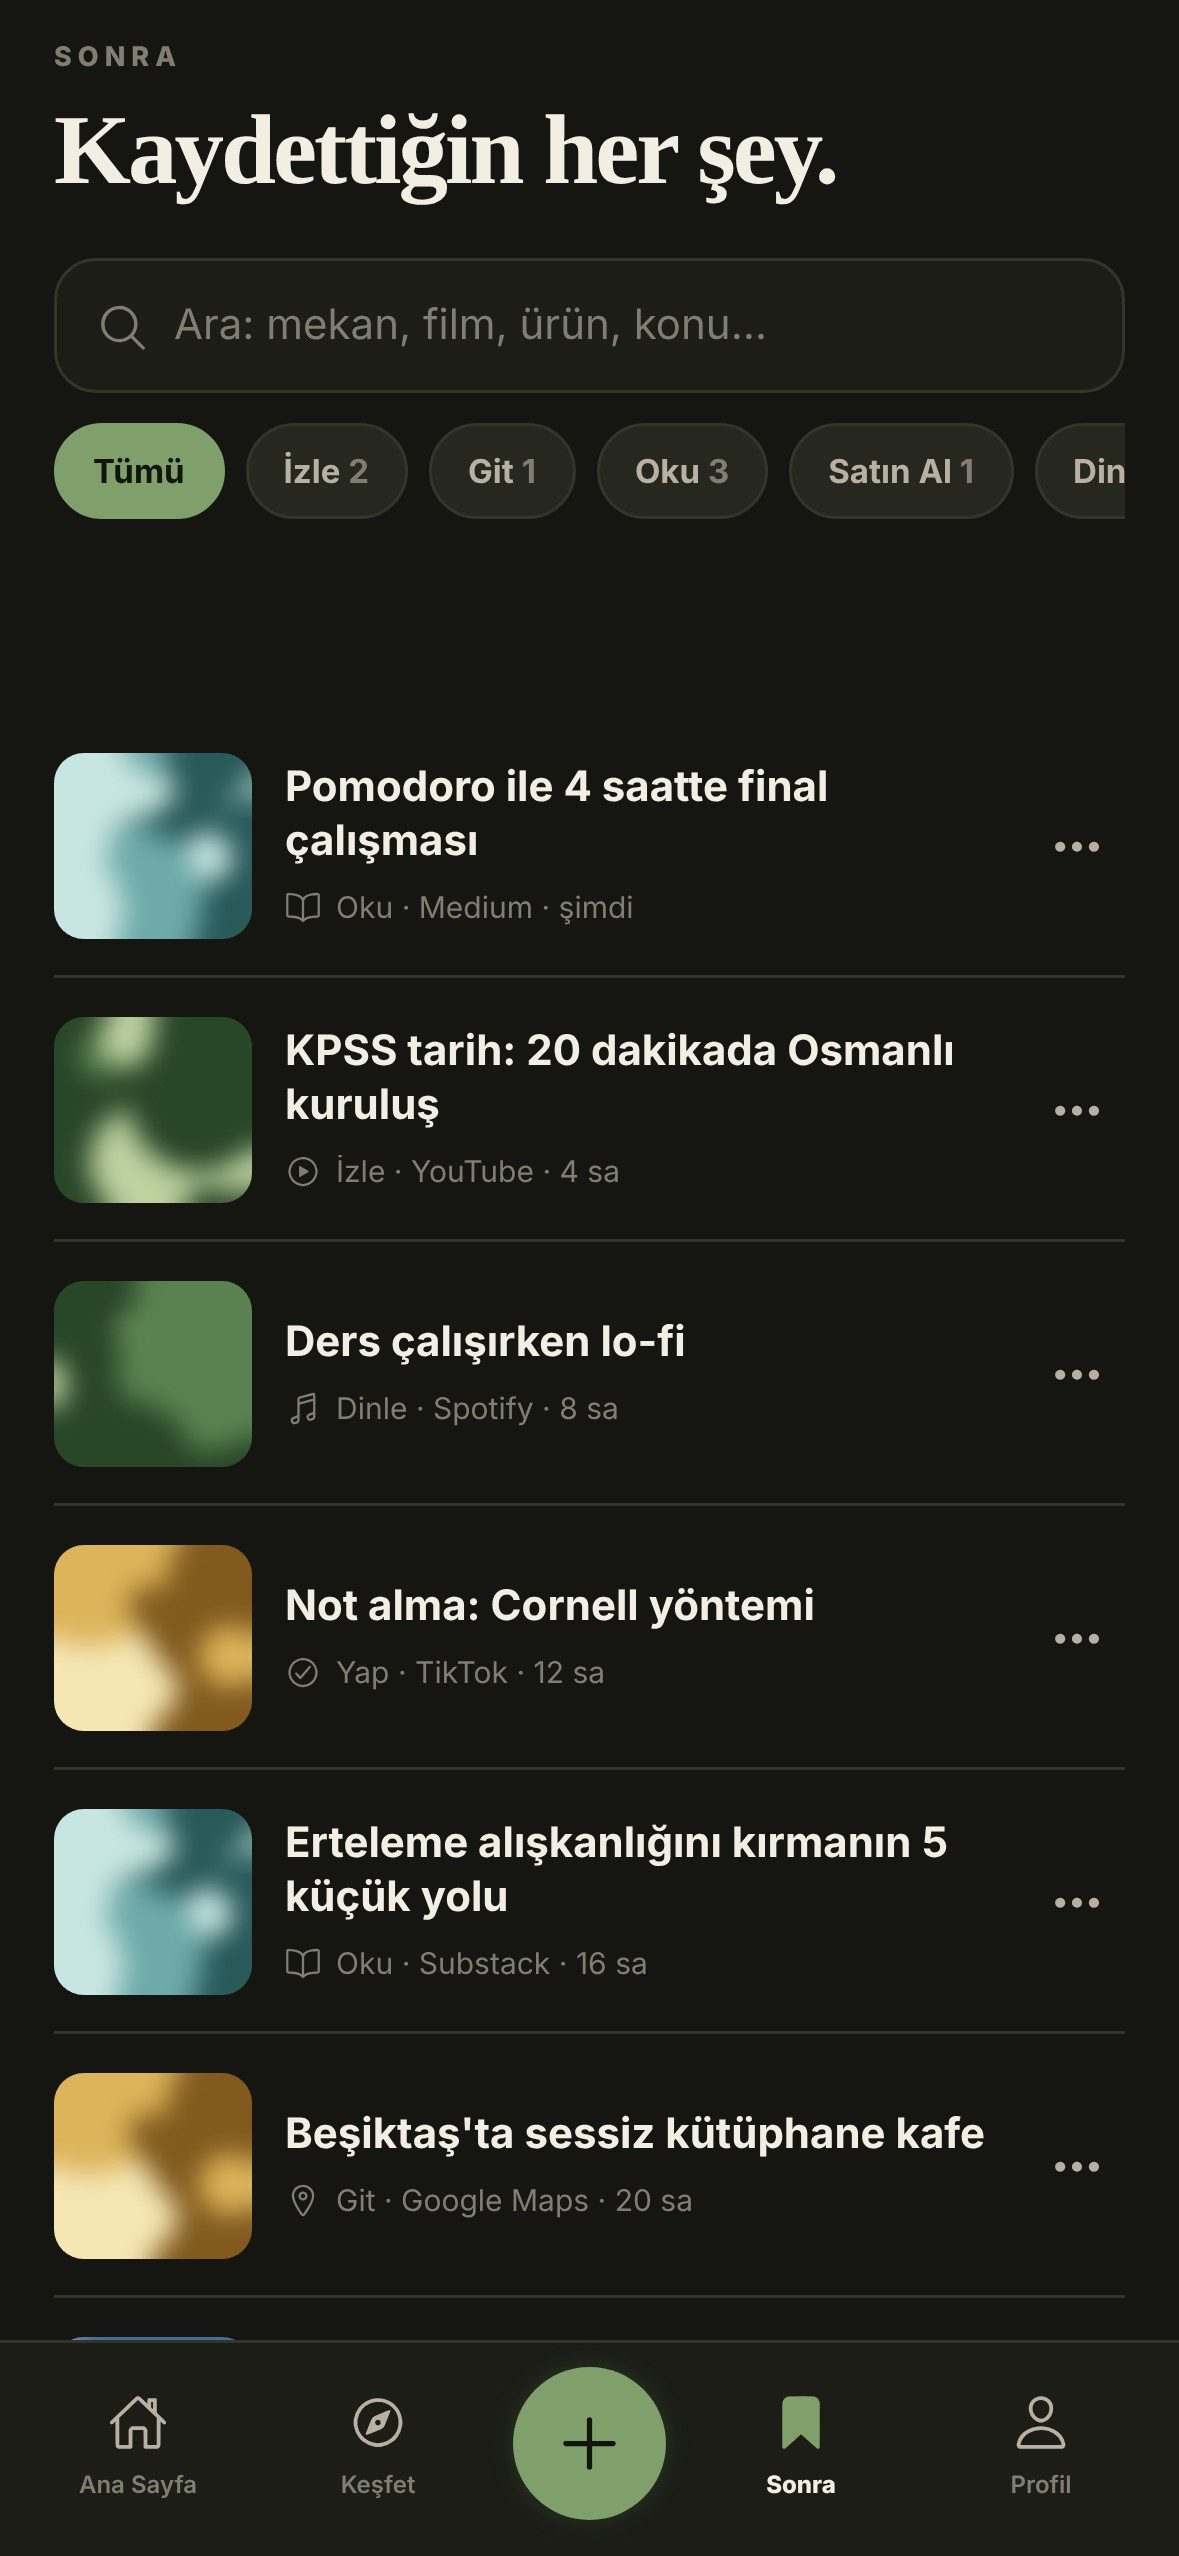 SONRA
Kaydettiğin her şey.
Ara: mekan, film, ürün, konu...
Tümü
İzle 2
Git 1
Oku 3
Satın Al 1
Din
Pomodoro ile 4 saatte final
çalışması
Oku · Medium · şimdi
KPSS tarih: 20 dakikada Osmanlı
kuruluş
İzle · YouTube · 4 sa
Ders çalışırken lo-fi
Dinle · Spotify · 8 sa
Not alma: Cornell yöntemi
Yap · TikTok · 12 sa
Erteleme alışkanlığını kırmanın 5
küçük yolu
Oku · Substack · 16 sa
Beşiktaş'ta sessiz kütüphane kafe
Git · Google Maps · 20 sa
Ana Sayfa
Keşfet
Sonra
Profil